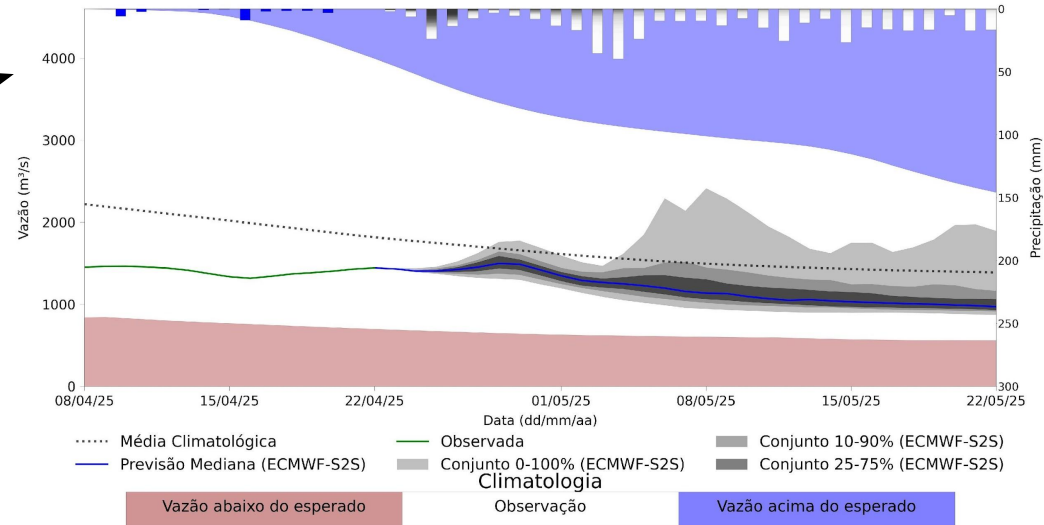 4000
3000
2000
1000
0
Vazão (m³/s)
0
50
100
150
200
250
300
Precipitação (mm)
08/04/25 15/04/25 22/04/25 01/05/25 08/05/25 15/05/25 22/05/25
Data (dd/mm/aa)
Média Climatológica Observada Conjunto 10-90% (ECMWF-S2S)
Previsão Mediana (ECMWF-S2S) Conjunto 0-100% (ECMWF-S2S) Conjunto 25-75% (ECMWF-S2S)
Climatologia
Vazão abaixo do esperado Observação Vazão acima do esperado